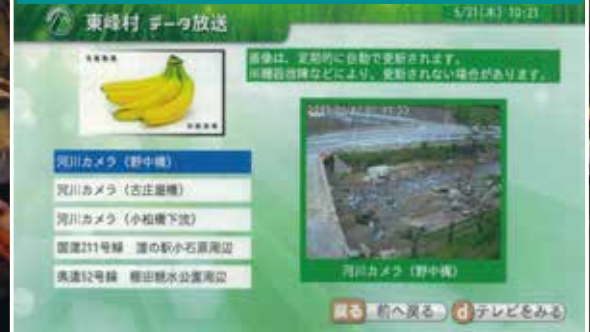 東峰村 データ放送
5/21(木) 10:21
画像は、定期的に自動で更新されます。
※機器故障などにより、更新されない場合があります。
河川カメラ（野中橋）
河川カメラ（古庄屋橋）
河川カメラ（小松橋下流）
国道211号線 道の駅小石原周辺
県道52号線 棚田親水公園周辺
河川カメラ（野中橋）
戻る 前へ戻る d テレビをみる